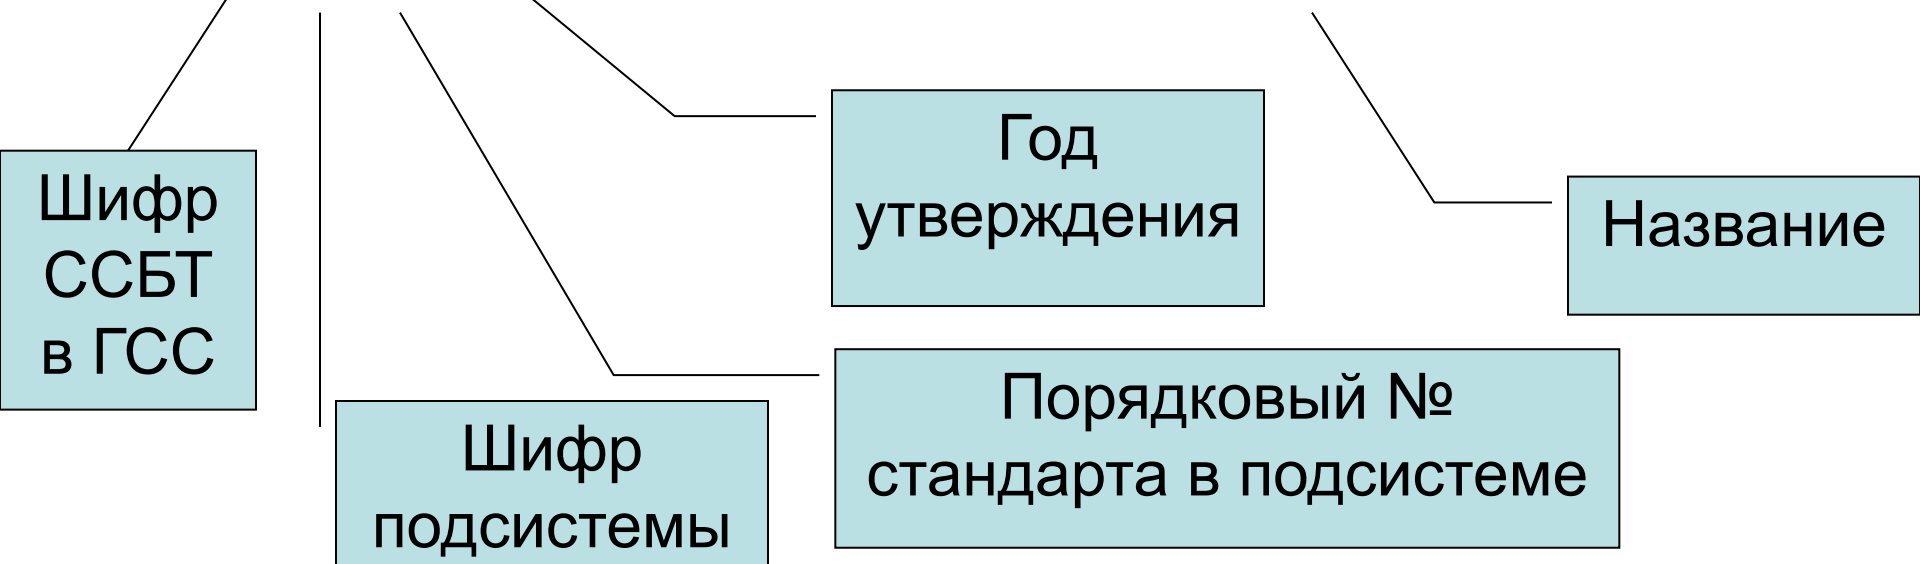 Шифр
ССБТ
в ГСС
Шифр
подсистемы
Год
утверждения
Порядковый №
стандарта в подсистеме
Название